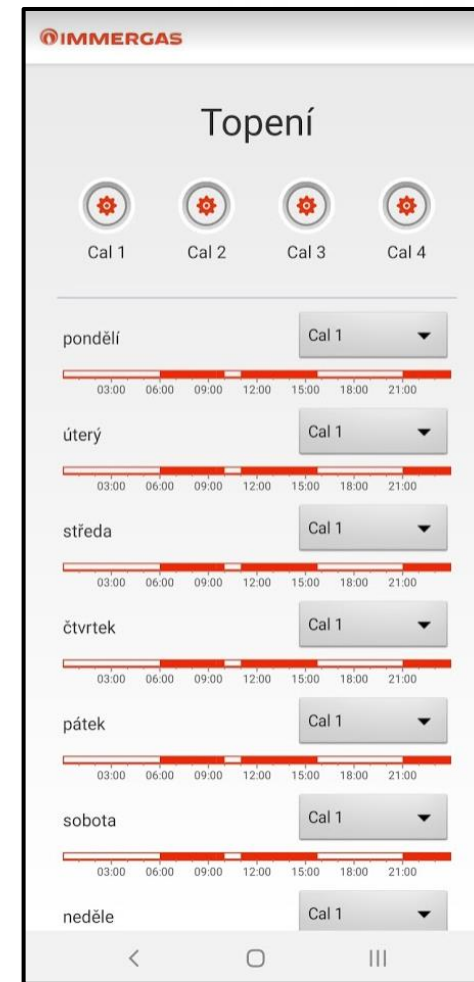 IMMERGAS
Topení
Cal 1 Cal 2 Cal 3 Cal 4
pondělí Cal 1
03:00 06:00 09:00 12:00 15:00 18:00 21:00
úterý Cal 1
03:00 06:00 09:00 12:00 15:00 18:00 21:00
středa Cal 1
03:00 06:00 09:00 12:00 15:00 18:00 21:00
čtvrtek Cal 1
03:00 06:00 09:00 12:00 15:00 18:00 21:00
pátek Cal 1
03:00 06:00 09:00 12:00 15:00 18:00 21:00
sobota Cal 1
03:00 06:00 09:00 12:00 15:00 18:00 21:00
neděle Cal 1